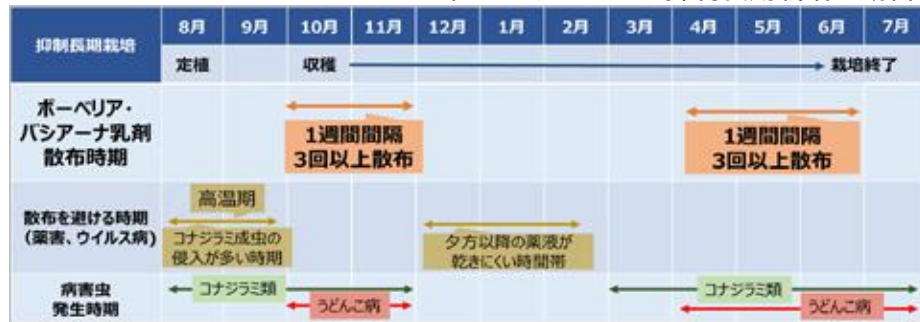 抑制長期栽培
8月 9月 10月 11月 12月 1月 2月 3月 4月 5月 6月 7月
定植 収穫 栽培終了
ボーベリア・
バシアーナ乳剤
散布時期
1週間間隔
3回以上散布
1週間間隔
3回以上散布
散布を避ける時期
(薬害、ウイルス病)
高温期
コナジラミ成虫の
侵入が多い時期
夕方以降の薬液が
乾きにくい時間帯
病害虫
発生時期
コナジラミ類
うどんこ病
コナジラミ類
うどんこ病